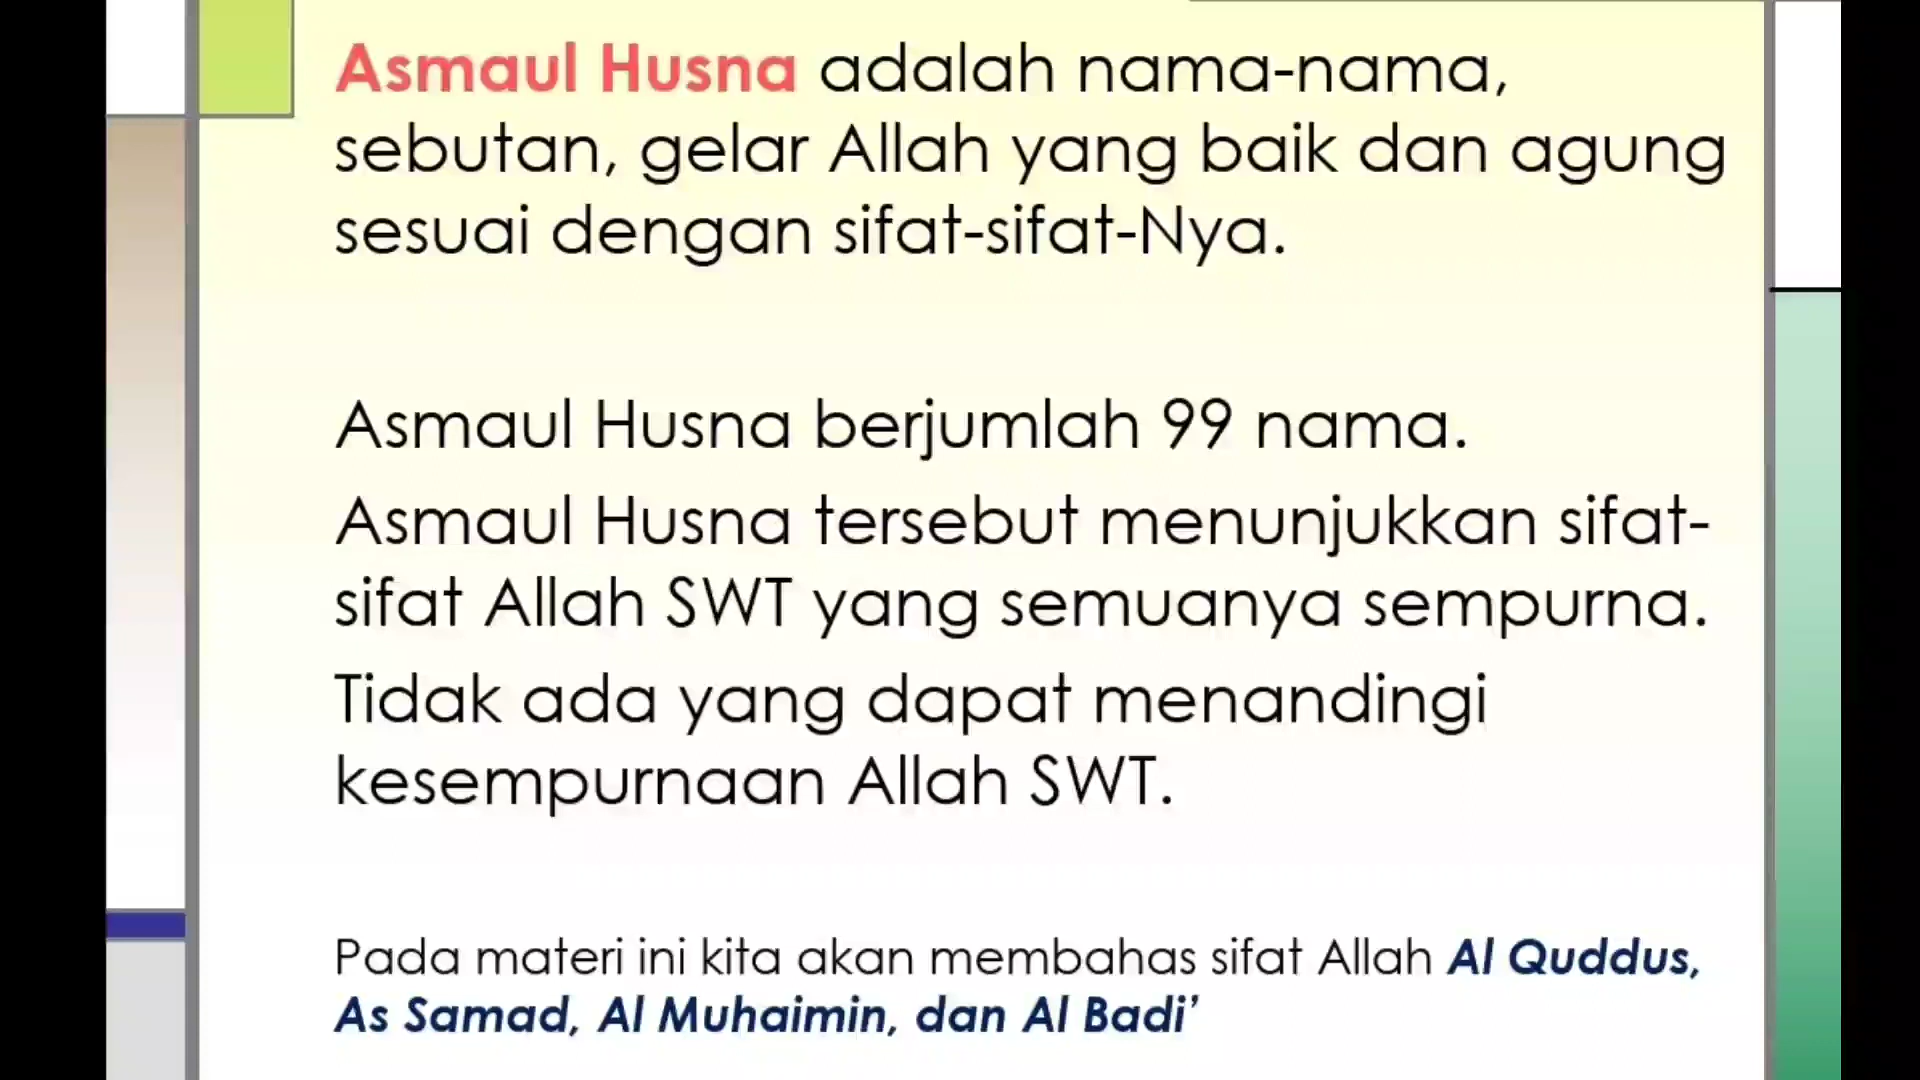 Asmaul Husna adalah nama-nama,
sebutan, gelar Allah yang baik dan agung
sesuai dengan sifat-sifat-Nya.
Asmaul Husna berjumlah 99 nama.
Asmaul Husna tersebut menunjukkan sifat-
sifat Allah SWT yang semuanya sempurna.
Tidak ada yang dapat menandingi
kesempurnaan Allah SWT.
Pada materi ini kita akan membahas sifat Allah Al Quddus,
As Samad, Al Muhaimin, dan Al Badi’